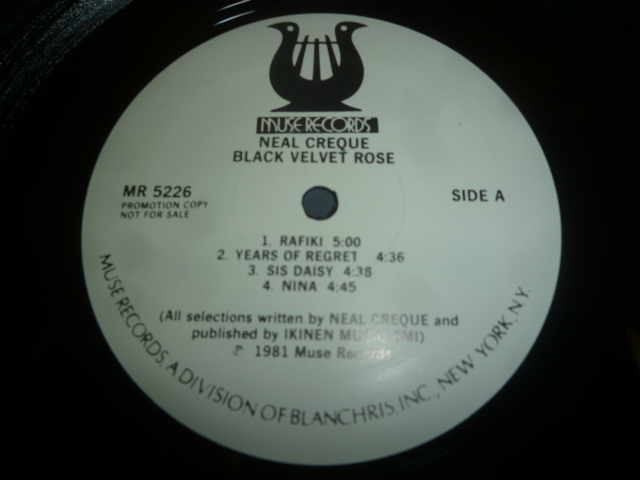 MUSE RECORDS
NEAL CREQUE
BLACK VELVET ROSE
MR 5226
PROMOTION COPY
NOT FOR SALE
SIDE A
1. RAFIKI 5:00
2. YEARS OF REGRET 4:36
3. SIS DAISY 4:38
4. NINA 4:45
(All selections written by NEAL CREQUE and
published by IKINEN MUSIC BMI)
℗ 1981 Muse Records
MUSE RECORDS, A DIVISION OF BLANCHRIS, INC., NEW YORK, N.Y.